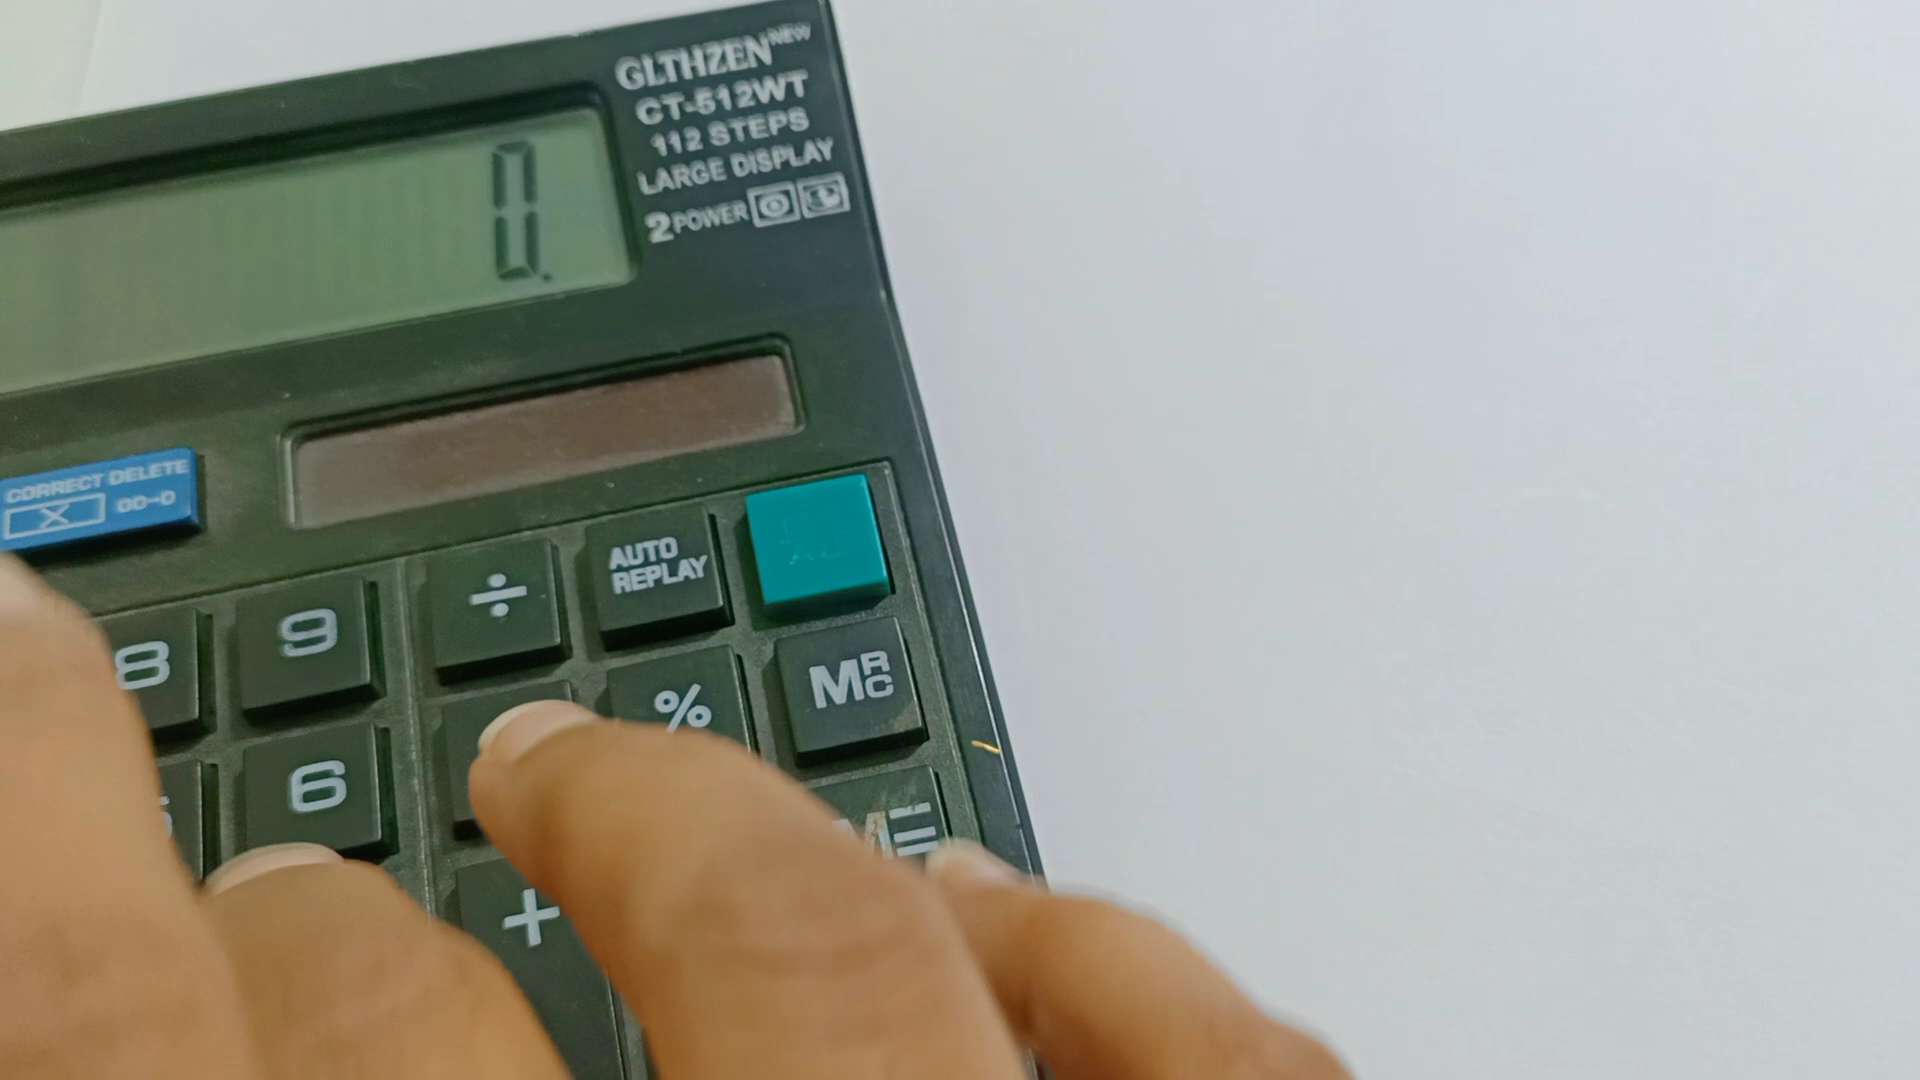 GLTHZEN NEW
CT-512WT
112 STEPS
LARGE DISPLAY
2 POWER
0.
CORRECT DELETE
X 00→0
AUTO REPLAY
8 9 ÷
MRC
6 %
+